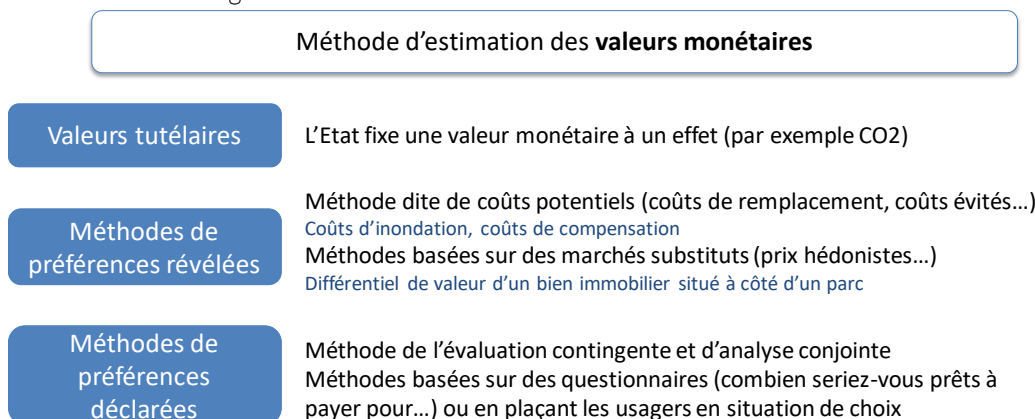 Méthode d'estimation des valeurs monétaires
Valeurs tutélaires
L'Etat fixe une valeur monétaire à un effet (par exemple CO2)
Méthodes de
préférences révélées
Méthode dite de coûts potentiels (coûts de remplacement, coûts évités…)
Coûts d'inondation, coûts de compensation
Méthodes basées sur des marchés substituts (prix hédonistes…)
Différentiel de valeur d'un bien immobilier situé à côté d'un parc
Méthodes de
préférences
déclarées
Méthode de l'évaluation contingente et d'analyse conjointe
Méthodes basées sur des questionnaires (combien seriez-vous prêts à
payer pour…) ou en plaçant les usagers en situation de choix